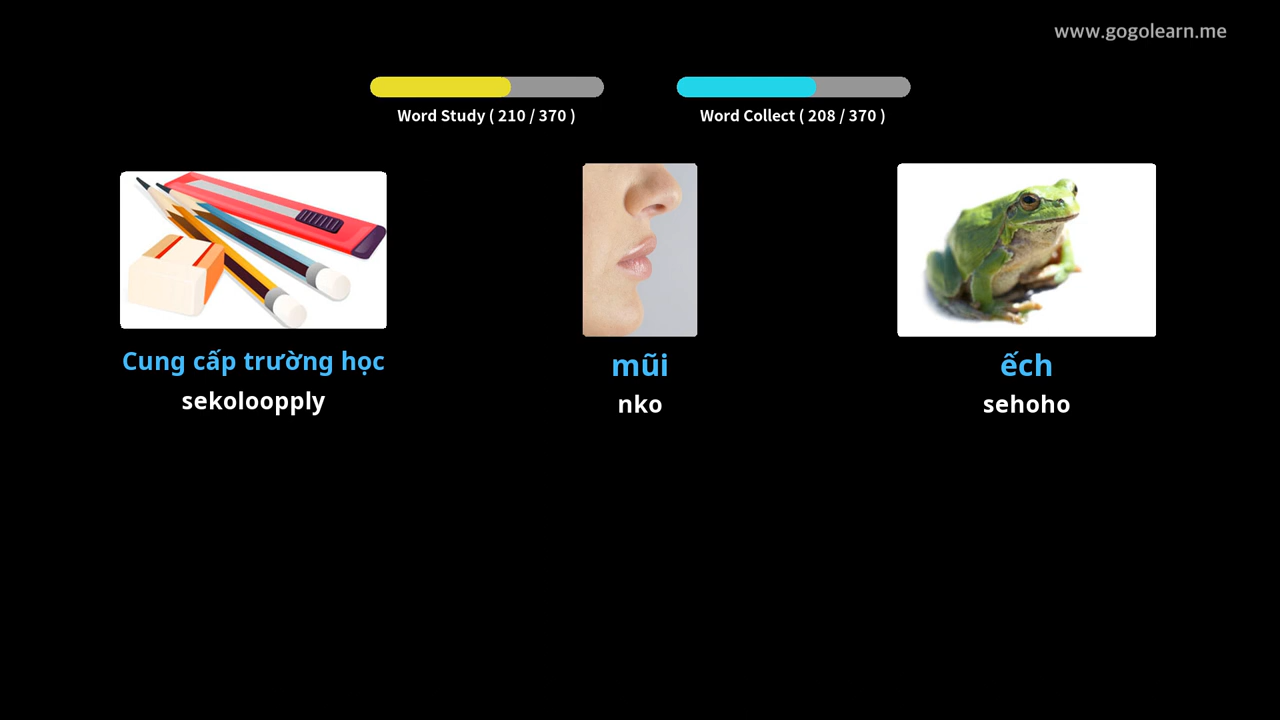 www.gogolearn.me
Word Study ( 210 / 370 )
Word Collect ( 208 / 370 )
Cung cấp trường học
sekoloopply
mũi
nko
ếch
sehoho